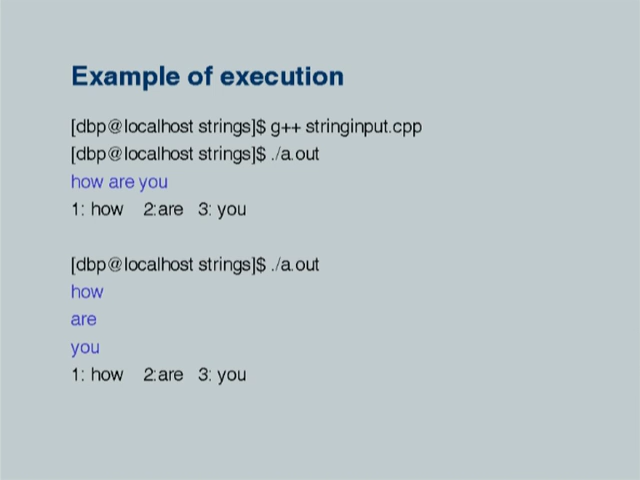 Example of execution
[dbp@localhost strings]$ g++ stringinput.cpp
[dbp@localhost strings]$ ./a.out
how are you
1: how 2:are 3: you
[dbp@localhost strings]$ ./a.out
how
are
you
1: how 2:are 3: you